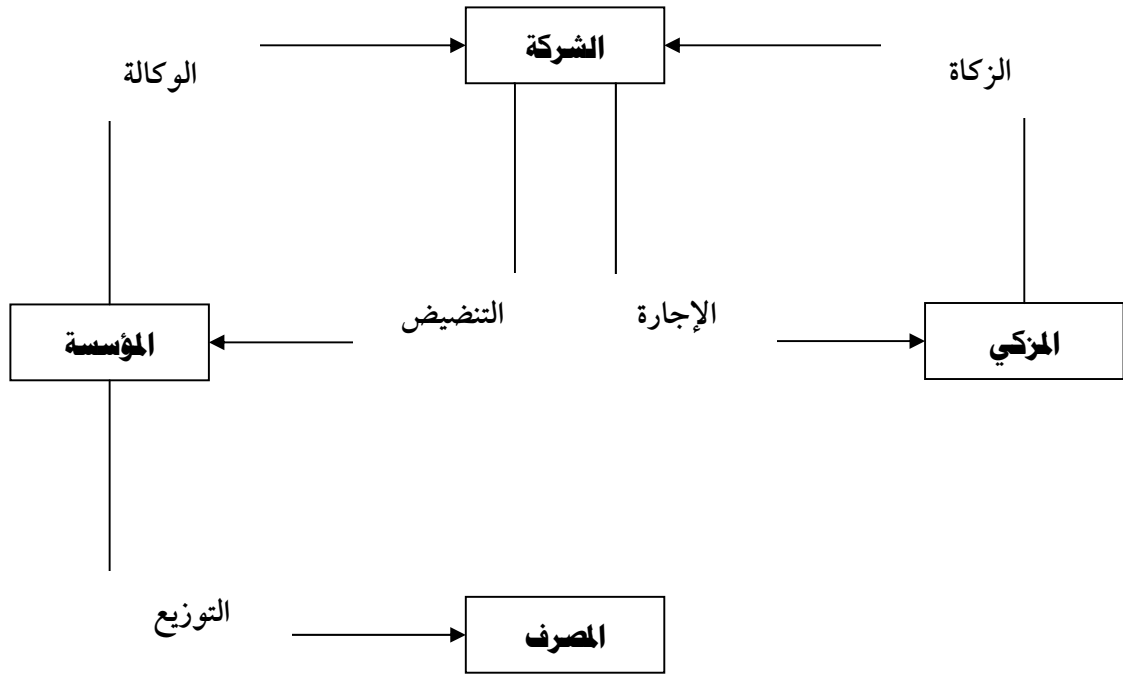 الشركة
الزكاة
الوكالة
الإجارة
التنضيض
المزكي
المؤسسة
التوزيع
المصرف